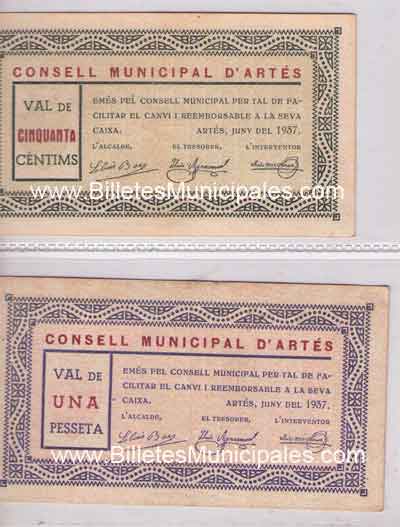 CONSELL MUNICIPAL D'ARTÉS
VAL DE
CINQUANTA
CÈNTIMS
EMÈS PEL CONSELL MUNICIPAL PER TAL DE FA-
CILITAR EL CANVI I REEMBORSABLE A LA SEVA
CAIXA. ARTÉS, JUNY DEL 1937.
L'ALCALDE, EL TRESORER, L'INTERVENTOR
www.BilletesMunicipales.com
CONSELL MUNICIPAL D'ARTÉS
VAL DE
UNA
PESSETA
EMÈS PEL CONSELL MUNICIPAL PER TAL DE FA-
CILITAR EL CANVI I REEMBORSABLE A LA SEVA
CAIXA. ARTÉS, JUNY DEL 1937.
L'ALCALDE, EL TRESORER, L'INTERVENTOR
www.BilletesMunicipales.com